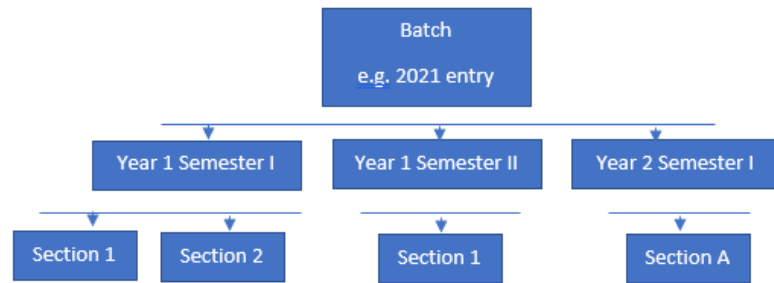 Batch
e.g. 2021 entry
Year 1 Semester I
Year 1 Semester II
Year 2 Semester I
Section 1
Section 2
Section 1
Section A